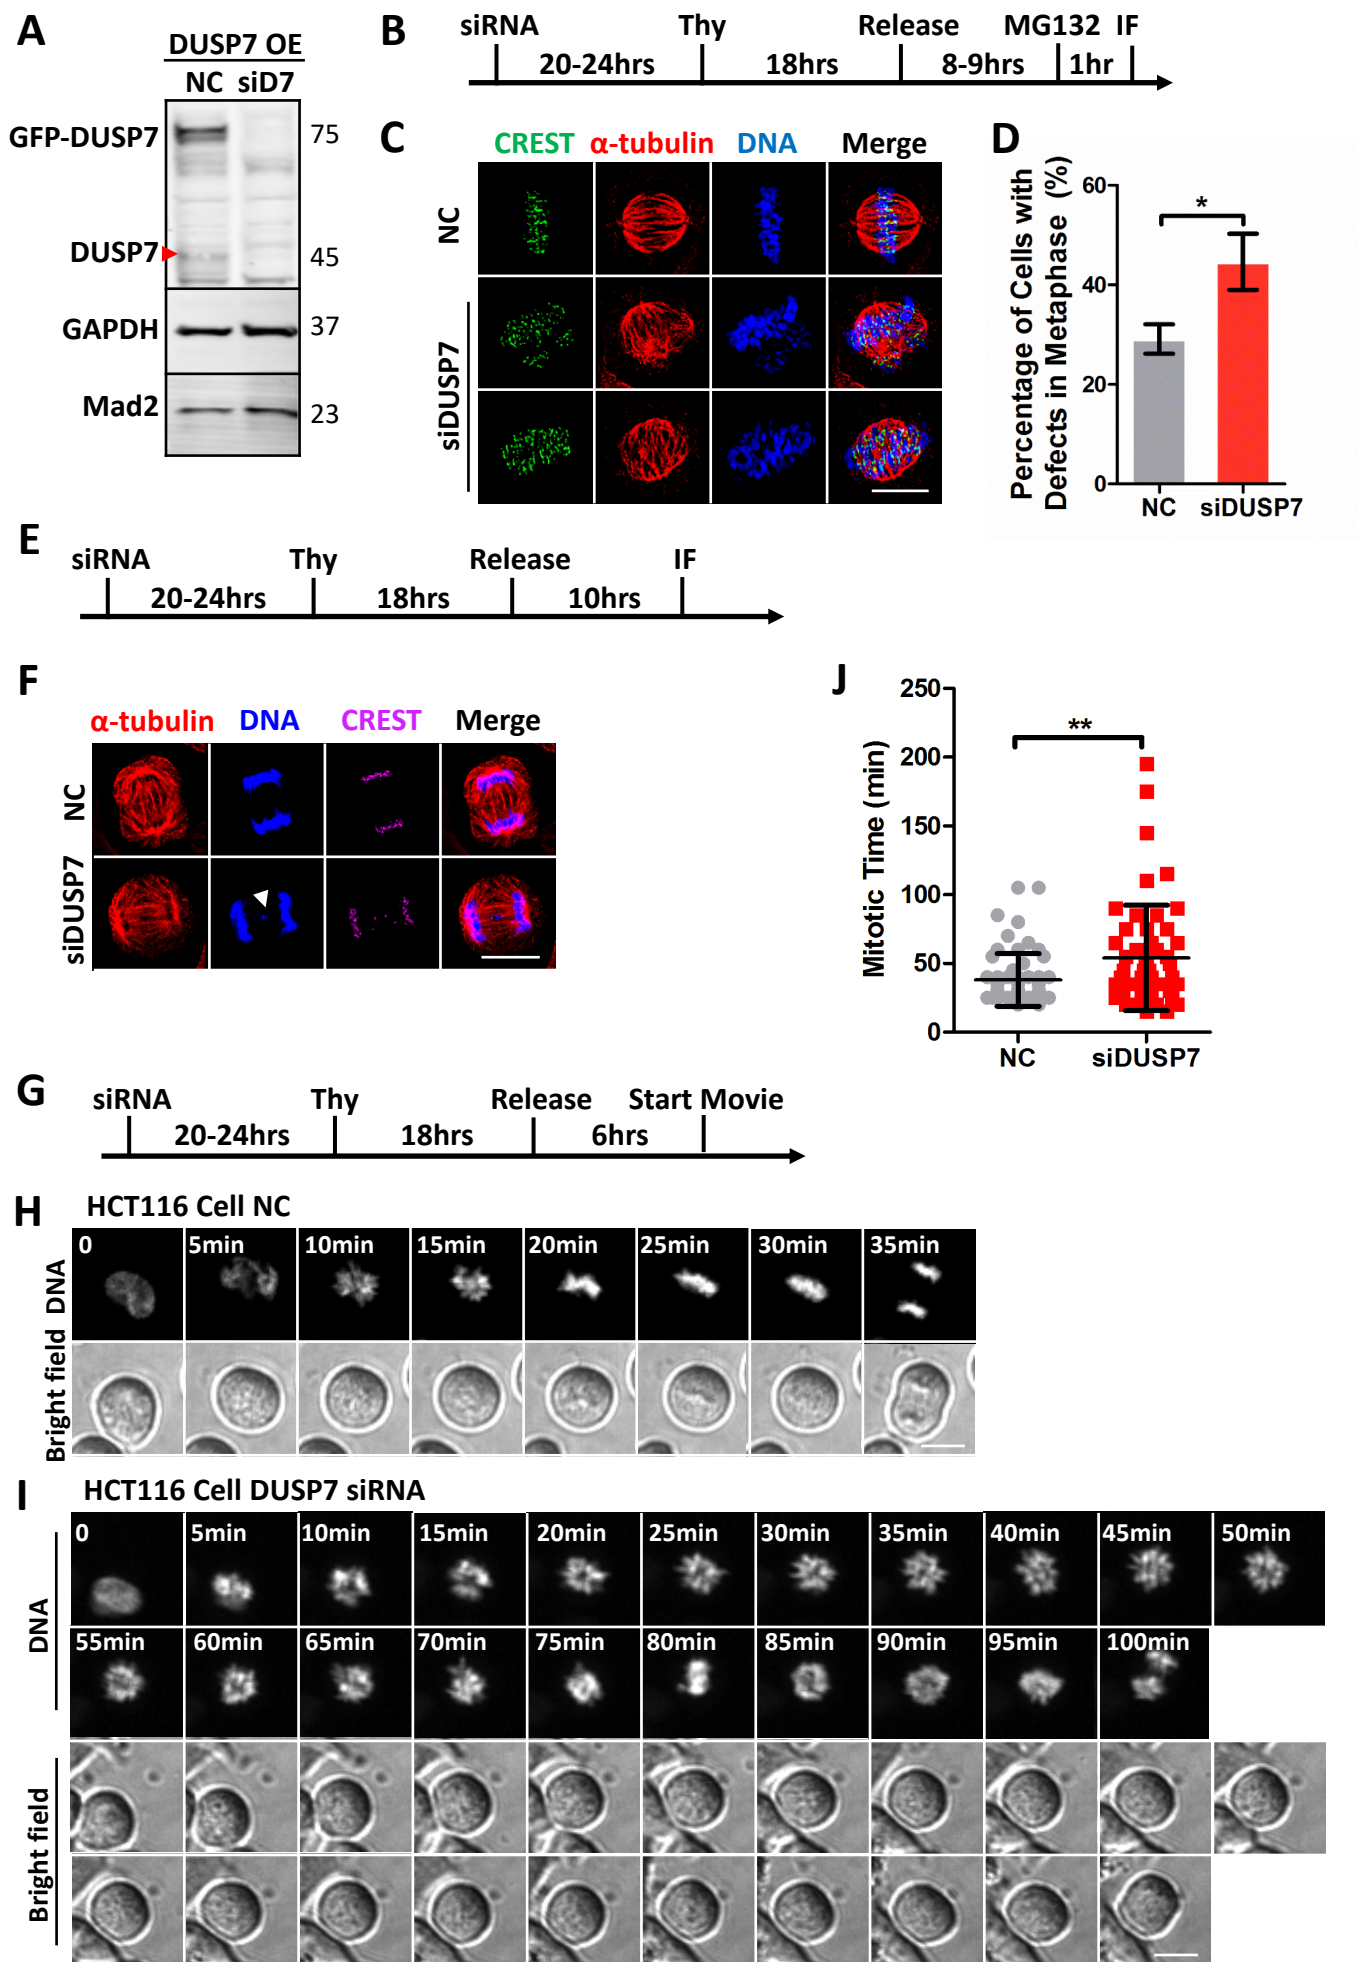 A
DUSP7 OE
NC siD7
GFP-DUSP7 75
DUSP7 45
GAPDH 37
Mad2 23
B
siRNA Thy Release MG132 IF
20-24hrs 18hrs 8-9hrs 1hr
C
CREST α-tubulin DNA Merge
NC
siDUSP7
D
Percentage of Cells with
Defects in Metaphase (%)
60
40
20
0
*
NC siDUSP7
E
siRNA Thy Release IF
20-24hrs 18hrs 10hrs
F
α-tubulin DNA CREST Merge
NC
siDUSP7
J
Mitotic Time (min)
250
200
150
100
50
0
**
NC siDUSP7
G
siRNA Thy Release Start Movie
20-24hrs 18hrs 6hrs
H
HCT116 Cell NC
DNA
0 5min 10min 15min 20min 25min 30min 35min
Bright field
I
HCT116 Cell DUSP7 siRNA
DNA
0 5min 10min 15min 20min 25min 30min 35min 40min 45min 50min
55min 60min 65min 70min 75min 80min 85min 90min 95min 100min
Bright field